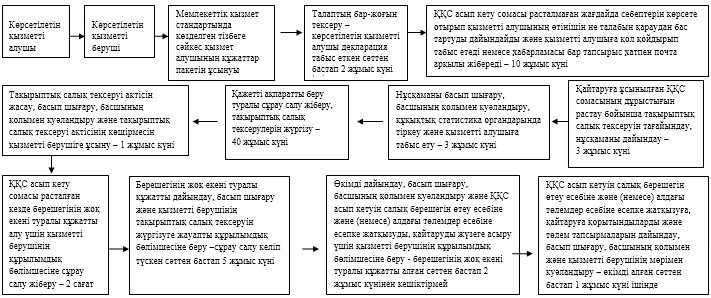 Көрсетілетін
қызметті
алушы
Көрсетілетін
қызметті
беруші
Мемлекеттік қызмет
стандартында
көзделген тізбеге
сәйкес қызмет
алушының құжаттар
пакетін ұсынуы
Талаптың бар-жоғын
тексеру –
көрсетілетін қызметті
алушы декларация
табыс еткен сәттен
бастап 2 жұмыс күні
ҚҚС асып кету сомасы расталмаған жағдайда себептерін көрсете
отырып қызметті алушының өтінішін не талабын қараудан бас
тартуды дайындайды және қызметті алушыға қол қойдырып
табыс етеді немесе хабарламасы бар тапсырыс хатпен почта
арқылы жібереді – 10 жұмыс күні
Тақырыптық салық тексеруі актісін
жасау, басып шығару, басшының
қолымен куәландыру және тақырыптық
салық тексеруі актісінің көшірмесін
қызметті берушіге ұсыну – 1 жұмыс күні
Қажетті ақпаратты беру
туралы сұрау салу жіберу,
тақырыптық салық
тексерулерін жүргізу –
40 жұмыс күні
Нұсқаманы басып шығару,
басшының қолымен куәландыру,
құқықтық статистика органдарында
тіркеу және қызметті алушыға
табыс ету – 3 жұмыс күні
Қайтаруға ұсынылған ҚҚС
сомасының дұрыстығын
растау бойынша тақырыптық
салық тексеруін тағайындау,
нұсқаманы дайындау –
3 жұмыс күні
ҚҚС асып кету
сомасы расталған
кезде берешегінің жоқ
екені туралы құжатты
алу үшін қызметті
берушінің
құрылымдық
бөлімшесіне сұрау
салу жіберу – 2 сағат
Берешегінің жоқ екені туралы
құжатты дайындау, басып шығару
және қызметті берушінің
тақырыптық салық тексеруін
жүргізуге жауапты құрылымдық
бөлімшесіне беру –сұрау салу келіп
түскен сәттен бастап 5 жұмыс күні
Өкімді дайындау, басып шығару,
басшының қолымен куәландыру және ҚҚС
асып кетуін салық берешегін өтеу есебіне
және (немесе) алдағы төлемдер есебіне
есепке жатқызуды, қайтаруды жүзеге асыру
үшін қызметті берушінің құрылымдық
бөлімшесіне беру - берешегінің жоқ екені
туралы құжатты алған сәттен бастап 2
жұмыс күнінен кешіктірмей
ҚҚС асып кетуін салық берешегін
өтеу есебіне және (немесе) алдағы
төлемдер есебіне есепке жатқызуға,
қайтаруға қорытындыларды және
төлем тапсырмаларын дайындау,
басып шығару, басшының қолымен
және қызметті берушінің мөрімен
куәландыру – өкімді алған сәттен
бастап 1 жұмыс күні ішінде